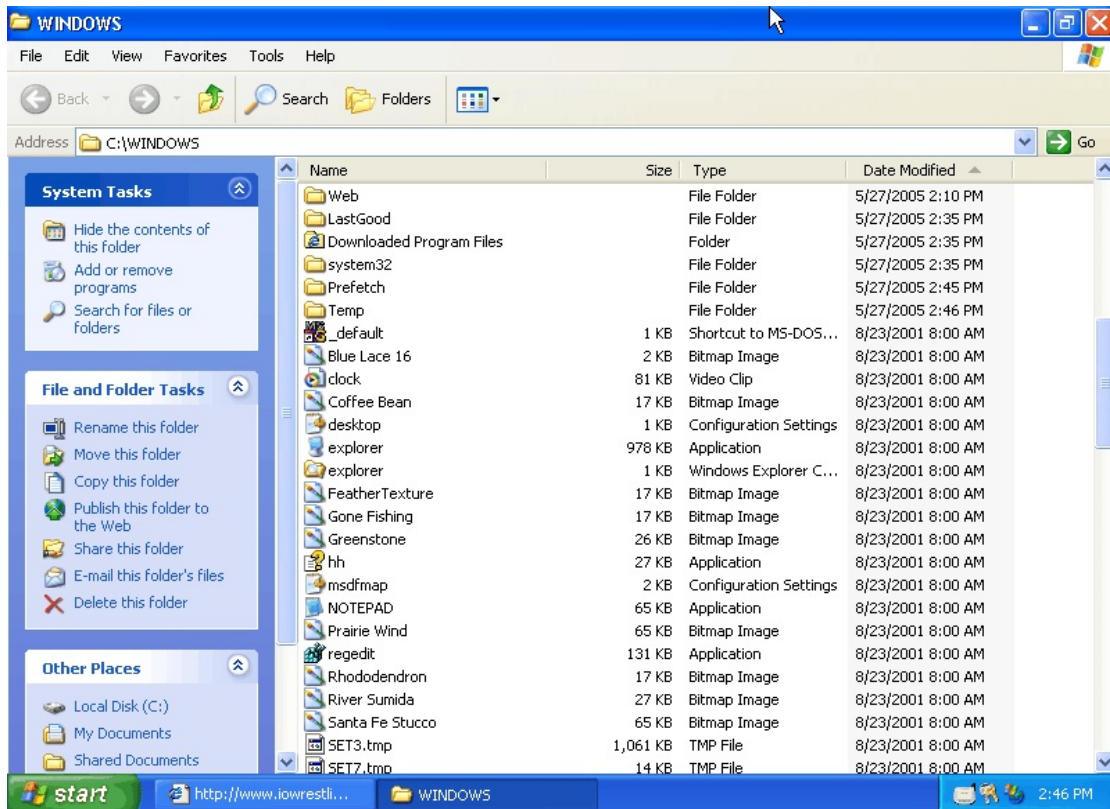 WINDOWS
File Edit View Favorites Tools Help
Back Search Folders
Address C:\WINDOWS Go
System Tasks
Hide the contents of
this folder
Add or remove
programs
Search for files or
folders
File and Folder Tasks
Rename this folder
Move this folder
Copy this folder
Publish this folder to
the Web
Share this folder
E-mail this folder's files
Delete this folder
Other Places
Local Disk (C:)
My Documents
Shared Documents
Name Size Type Date Modified
Web File Folder 5/27/2005 2:10 PM
LastGood File Folder 5/27/2005 2:35 PM
Downloaded Program Files Folder 5/27/2005 2:35 PM
system32 File Folder 5/27/2005 2:35 PM
Prefetch File Folder 5/27/2005 2:45 PM
Temp File Folder 5/27/2005 2:46 PM
_default 1 KB Shortcut to MS-DOS... 8/23/2001 8:00 AM
Blue Lace 16 2 KB Bitmap Image 8/23/2001 8:00 AM
clock 81 KB Video Clip 8/23/2001 8:00 AM
Coffee Bean 17 KB Bitmap Image 8/23/2001 8:00 AM
desktop 1 KB Configuration Settings 8/23/2001 8:00 AM
explorer 978 KB Application 8/23/2001 8:00 AM
explorer 1 KB Windows Explorer C... 8/23/2001 8:00 AM
FeatherTexture 17 KB Bitmap Image 8/23/2001 8:00 AM
Gone Fishing 17 KB Bitmap Image 8/23/2001 8:00 AM
Greenstone 26 KB Bitmap Image 8/23/2001 8:00 AM
hh 27 KB Application 8/23/2001 8:00 AM
msdfmap 2 KB Configuration Settings 8/23/2001 8:00 AM
NOTEPAD 65 KB Application 8/23/2001 8:00 AM
Prairie Wind 65 KB Bitmap Image 8/23/2001 8:00 AM
regedit 131 KB Application 8/23/2001 8:00 AM
Rhododendron 17 KB Bitmap Image 8/23/2001 8:00 AM
River Sumida 27 KB Bitmap Image 8/23/2001 8:00 AM
Santa Fe Stucco 65 KB Bitmap Image 8/23/2001 8:00 AM
SET3.tmp 1,061 KB TMP File 8/23/2001 8:00 AM
SET7.tmp 14 KB TMP File 8/23/2001 8:00 AM
start http://www.iowrestli... WINDOWS 2:46 PM